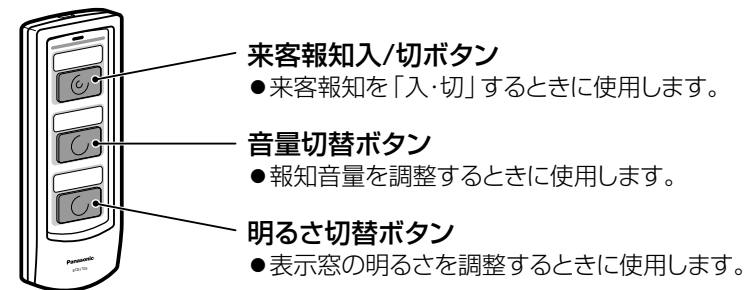 来客報知入/切ボタン
●来客報知を「入・切」するときに使用します。
音量切替ボタン
●報知音量を調整するときに使用します。
明るさ切替ボタン
●表示窓の明るさを調整するときに使用します。
Panasonic